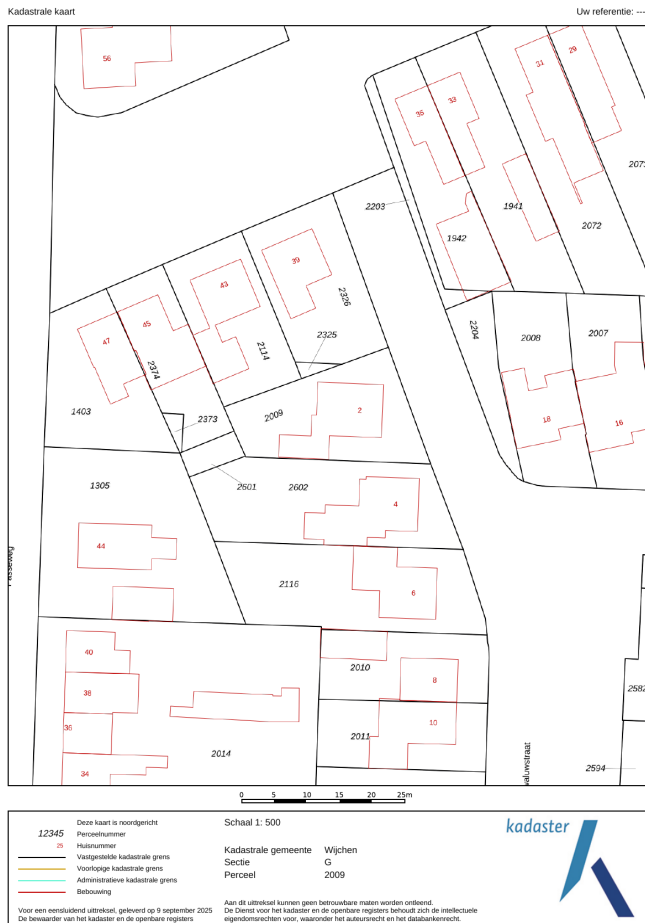 Kadastrale kaart
Uw referentie: ---
56
29
31
33
35
2073
2203
1941
1942
2072
39
43
2326
2325
2204
2008
2007
45
47
2114
2374
2009
2
1403
2373
18
16
1305
2601
2602
4
44
2116
6
40
2010
8
38
2582
36
2011
10
2014
34
2594
0 5 10 15 20 25m
Deze kaart is noordgericht
12345 Perceelnummer
25 Huisnummer
Vastgestelde kadastrale grens
Voorlopige kadastrale grens
Administratieve kadastrale grens
Bebouwing
Voor een eensluidend uittreksel, geleverd op 9 september 2025
De bewaarder van het kadaster en de openbare registers
Schaal 1: 500
Kadastrale gemeente Wijchen
Sectie G
Perceel 2009
Aan dit uittreksel kunnen geen betrouwbare maten worden ontleend.
De Dienst voor het kadaster en de openbare registers behoudt zich de intellectuele
eigendomsrechten voor, waaronder het auteursrecht en het databankenrecht.
kadaster